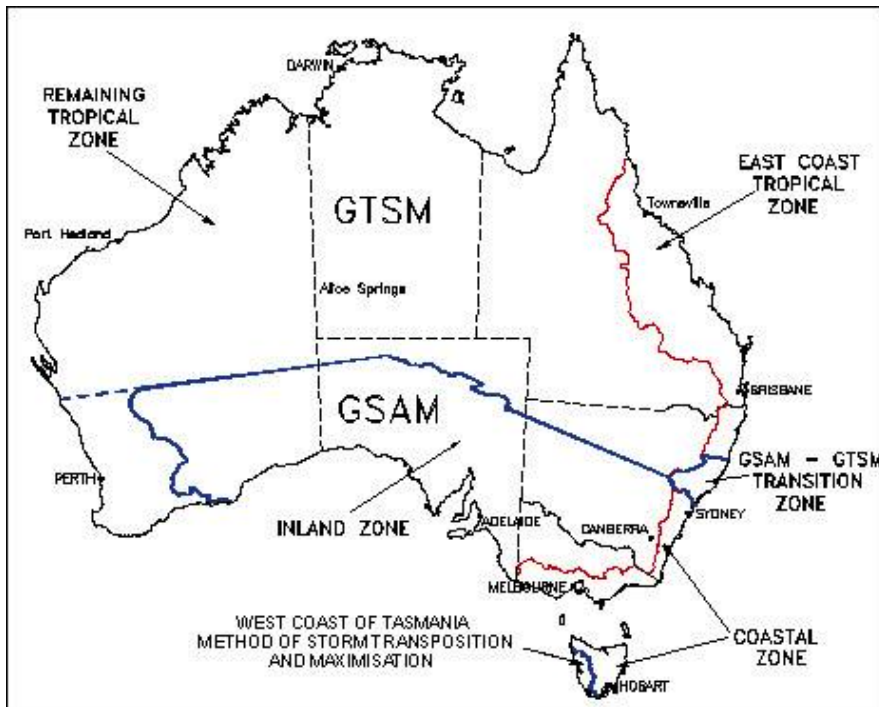 DARWIN
REMAINING
TROPICAL
ZONE
EAST COAST
TROPICAL
ZONE
GTSM
Townsville
Port Hedland
Alice Springs
BRISBANE
GSAM
GSAM – GTSM
TRANSITION
ZONE
PERTH
SYDNEY
INLAND ZONE
ADELAIDE
CANBERRA
MELBOURNE
WEST COAST OF TASMANIA
METHOD OF STORM TRANSPOSITION
AND MAXIMISATION
COASTAL
ZONE
HOBART